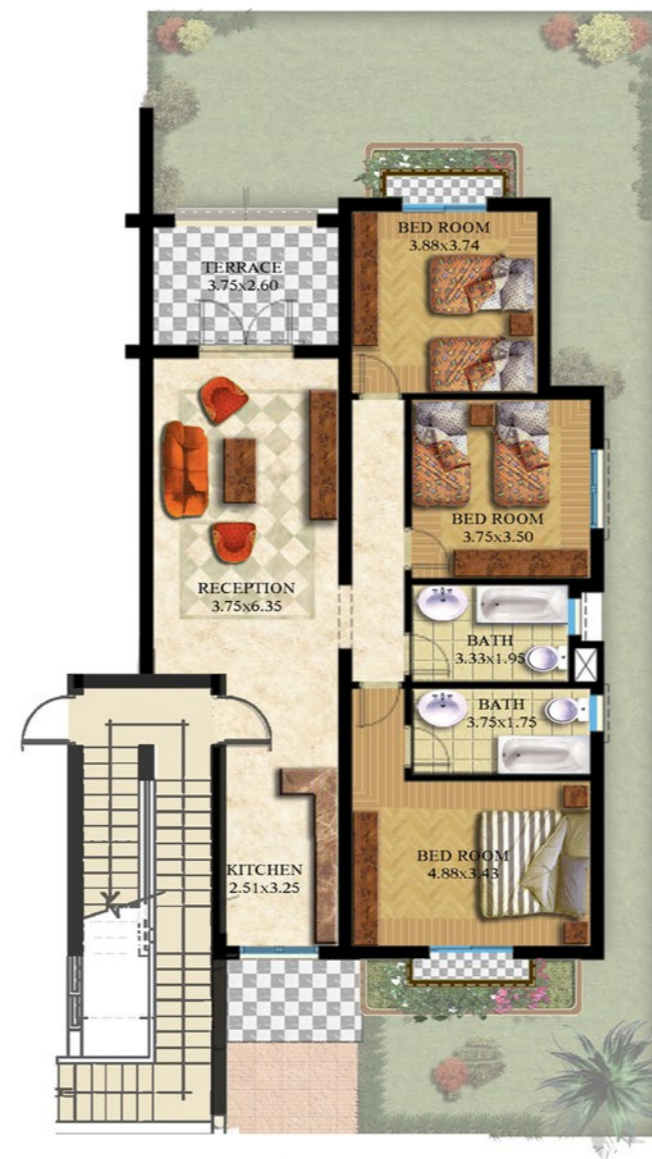 BED ROOM
3.88x3.74
TERRACE
3.75x2.60
BED ROOM
3.75x3.50
RECEPTION
3.75x6.35
BATH
3.33x1.95
BATH
3.75x1.75
BED ROOM
4.88x3.43
KITCHEN
2.51x3.25